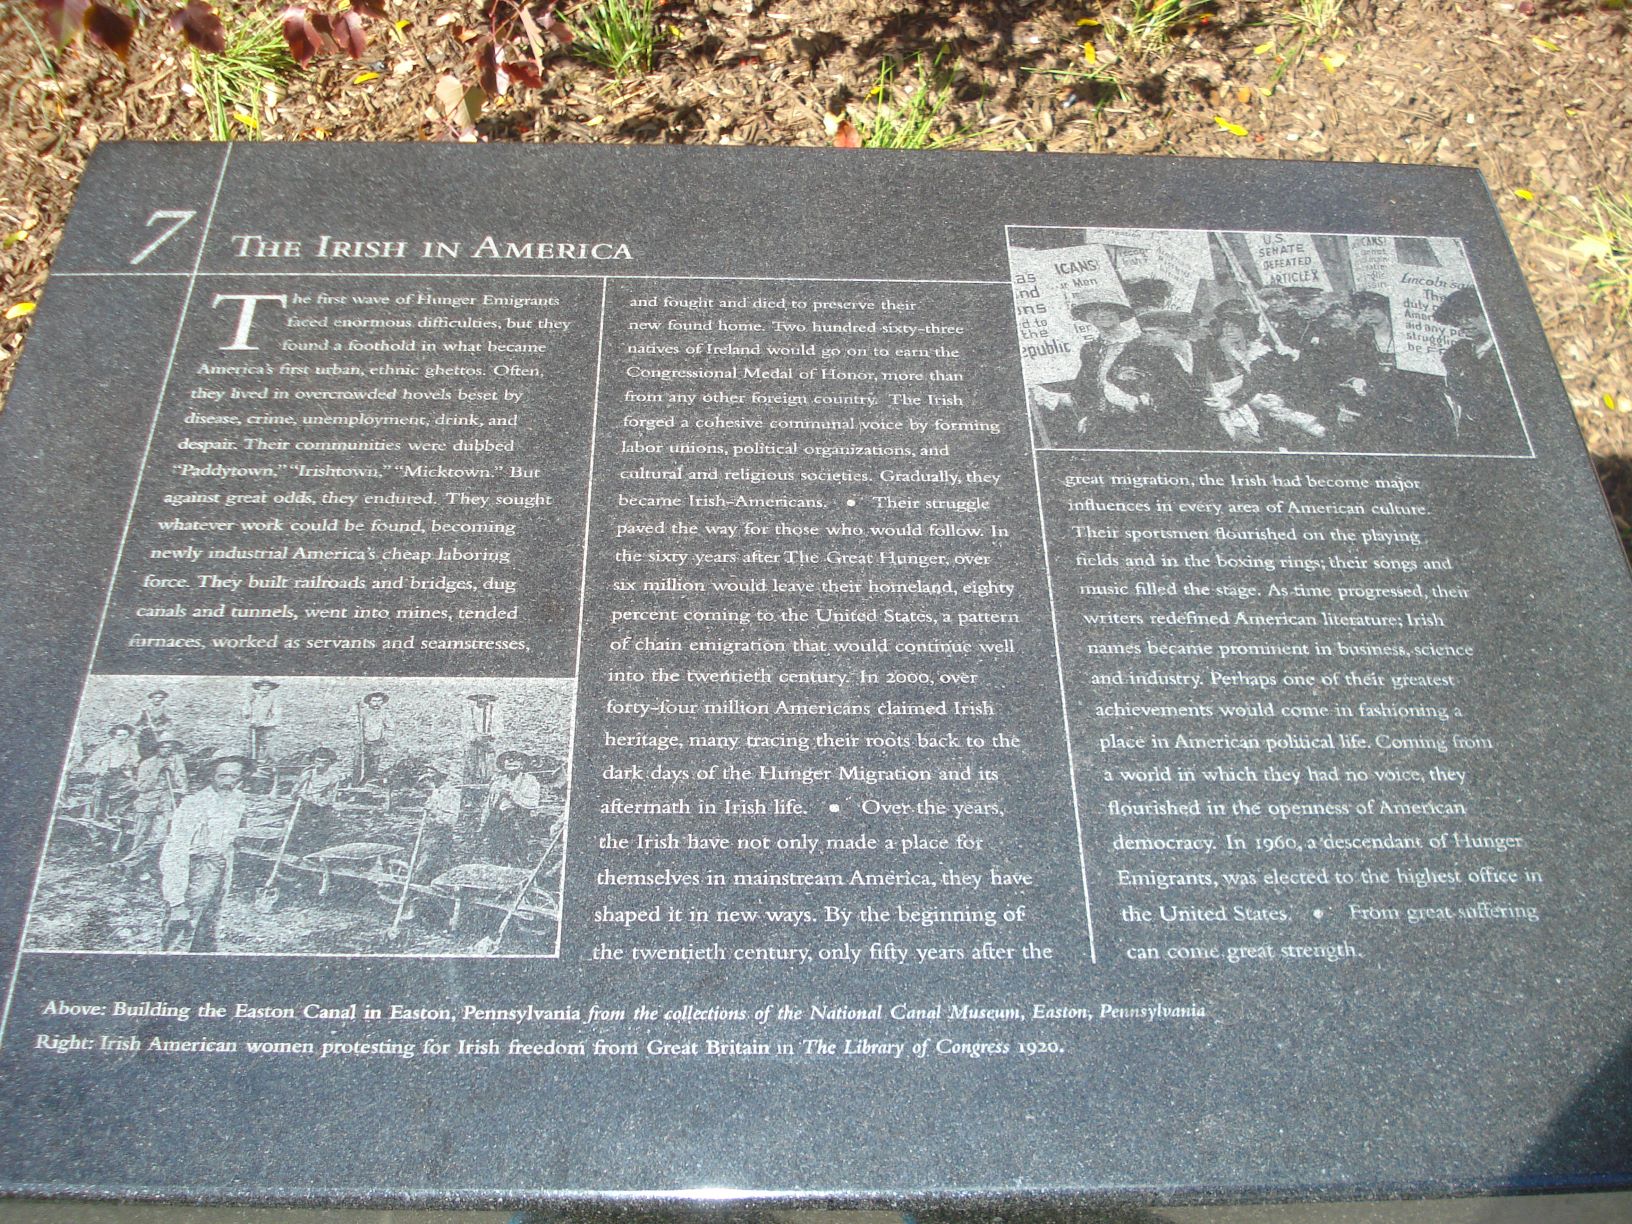 7
THE IRISH IN AMERICA
The first wave of Hunger Emigrants
faced enormous difficulties, but they
found a foothold in what became
America's first urban, ethnic ghettos. Often,
they lived in overcrowded hovels beset by
disease, crime, unemployment, drink, and
despair. Their communities were dubbed
"Paddytown," "Irishtown," "Micktown." But
against great odds, they endured. They sought
whatever work could be found, becoming
newly industrial America's cheap laboring
force. They built railroads and bridges, dug
canals and tunnels, went into mines, tended
furnaces, worked as servants and seamstresses,
and fought and died to preserve their
new found home. Two hundred sixty-three
natives of Ireland would go on to earn the
Congressional Medal of Honor, more than
from any other foreign country. The Irish
forged a cohesive communal voice by forming
labor unions, political organizations, and
cultural and religious societies. Gradually, they
became Irish-Americans. • Their struggle
paved the way for those who would follow. In
the sixty years after The Great Hunger, over
six million would leave their homeland, eighty
percent coming to the United States, a pattern
of chain emigration that would continue well
into the twentieth century. In 2000, over
forty-four million Americans claimed Irish
heritage, many tracing their roots back to the
dark days of the Hunger Migration and its
aftermath in Irish life. • Over the years,
the Irish have not only made a place for
themselves in mainstream America, they have
shaped it in new ways. By the beginning of
the twentieth century, only fifty years after the
ICANS!
Men
the
epublic
U.S.
SENATE
DEFEATED
ARTICLE X
CANS!
Lincoln
duty
aid any
be
great migration, the Irish had become major
influences in every area of American culture.
Their sportsmen flourished on the playing
fields and in the boxing rings; their songs and
music filled the stage. As time progressed, their
writers redefined American literature; Irish
names became prominent in business, science
and industry. Perhaps one of their greatest
achievements would come in fashioning a
place in American political life. Coming from
a world in which they had no voice, they
flourished in the openness of American
democracy. In 1960, a descendant of Hunger
Emigrants, was elected to the highest office in
the United States. • From great suffering
can come great strength.
Above: Building the Easton Canal in Easton, Pennsylvania from the collections of the National Canal Museum, Easton, Pennsylvania
Right: Irish American women protesting for Irish freedom from Great Britain in The Library of Congress 1920.